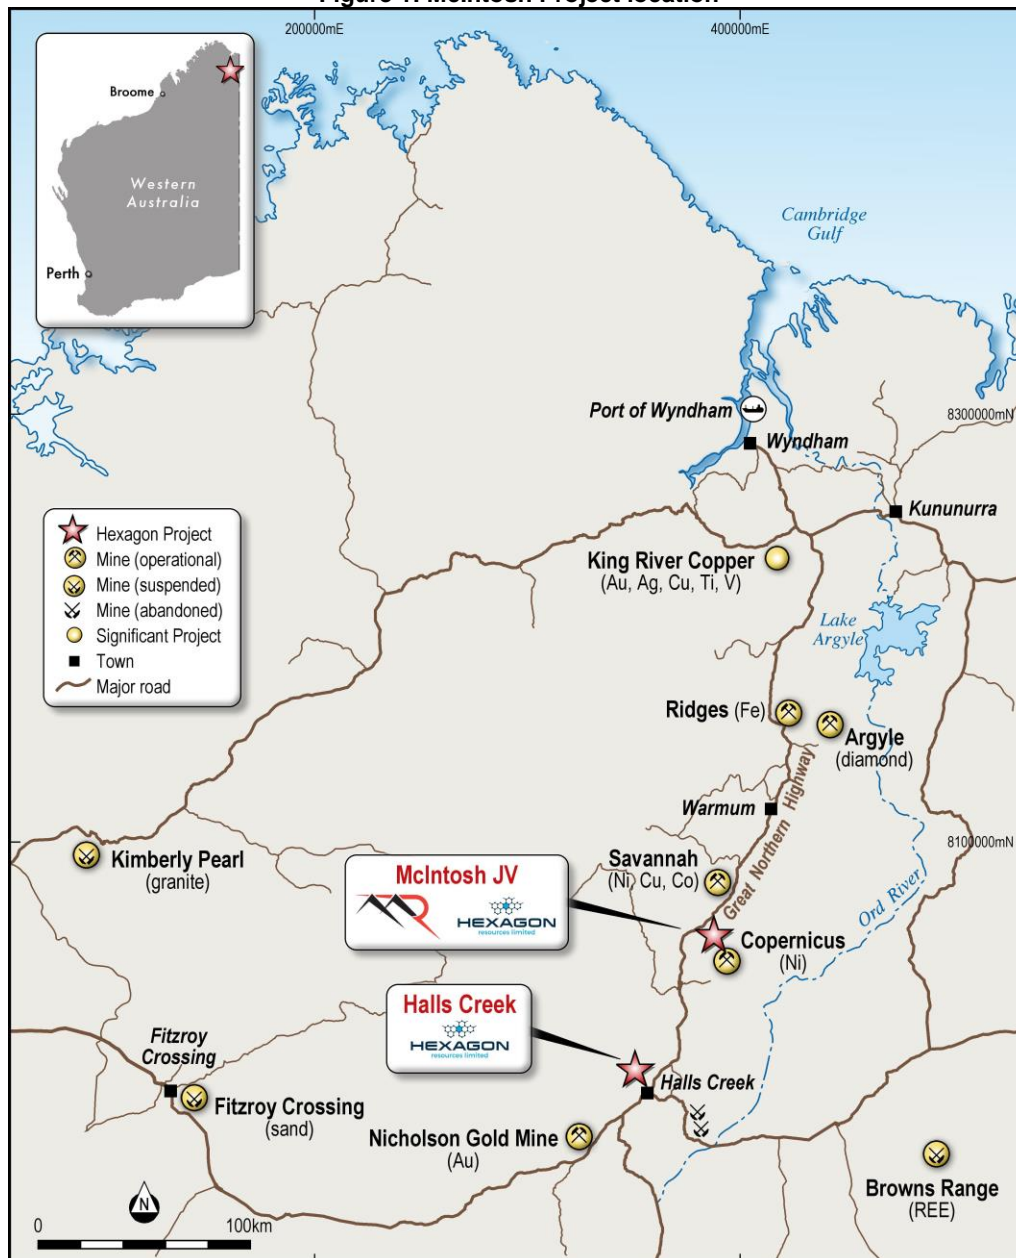 Figure 1: McIntosh Project location
200000mE
400000mE
Broome
Western
Australia
Perth
Cambridge
Gulf
Port of Wyndham
8300000mN
Wyndham
Kununurra
Hexagon Project
Mine (operational)
Mine (suspended)
Mine (abandoned)
Significant Project
Town
Major road
King River Copper
(Au, Ag, Cu, Ti, V)
Lake
Argyle
Ridges (Fe)
Argyle
(diamond)
Great Northern Highway
Warmum
8100000mN
Kimberly Pearl
(granite)
Savannah
(Ni, Cu, Co)
McIntosh JV
HEXAGON
resources limited
Ord River
Copernicus
(Ni)
Halls Creek
HEXAGON
resources limited
Fitzroy
Crossing
Halls Creek
Fitzroy Crossing
(sand)
Nicholson Gold Mine
(Au)
Browns Range
(REE)
N
0
100km